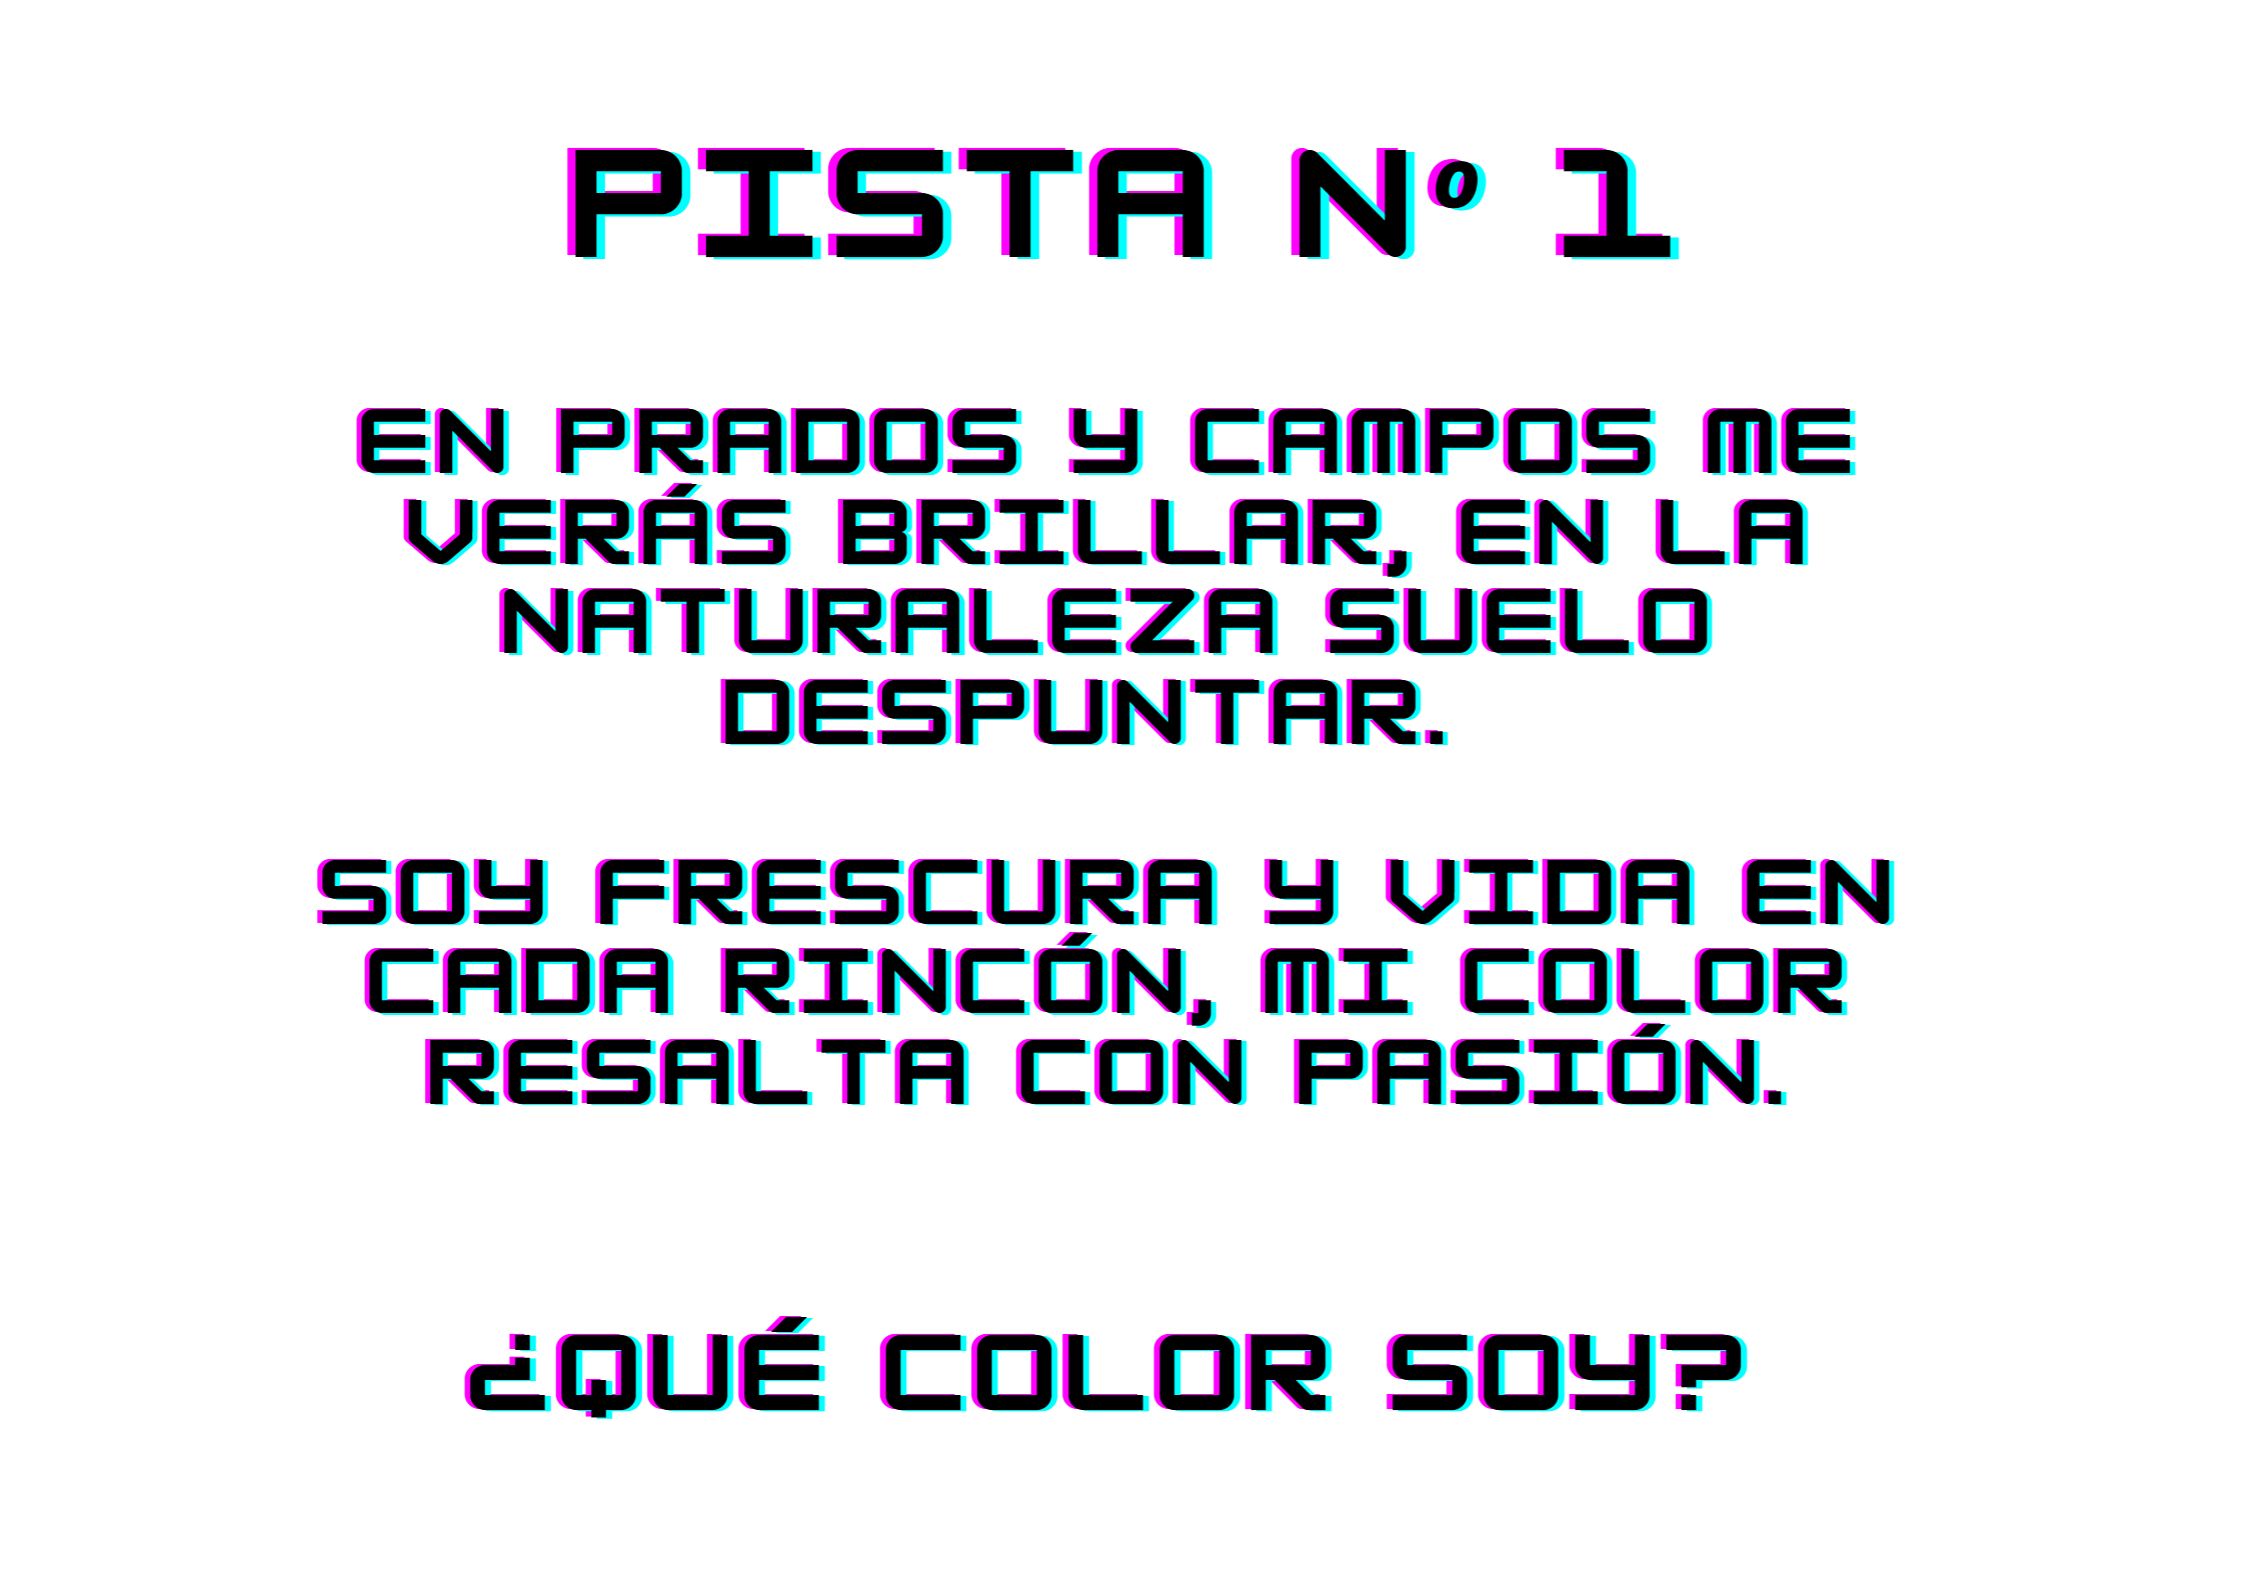 PISTA Nº 1
EN PRADOS Y CAMPOS ME
VERÁS BRILLAR, EN LA
NATURALEZA SUELO
DESPUNTAR.
SOY FRESCURA Y VIDA EN
CADA RINCÓN, MI COLOR
RESALTA CON PASIÓN.
¿QUÉ COLOR SOY?